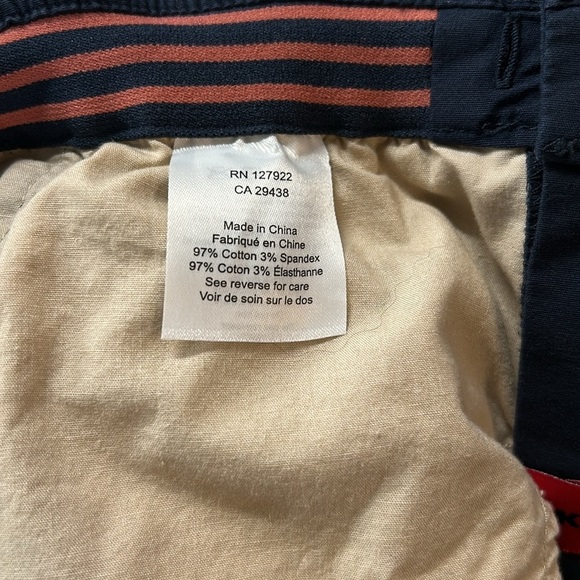 RN 127922
CA 29438
Made in China
Fabriqué en Chine
97% Cotton 3% Spandex
97% Coton 3% Élasthanne
See reverse for care
Voir de soin sur le dos